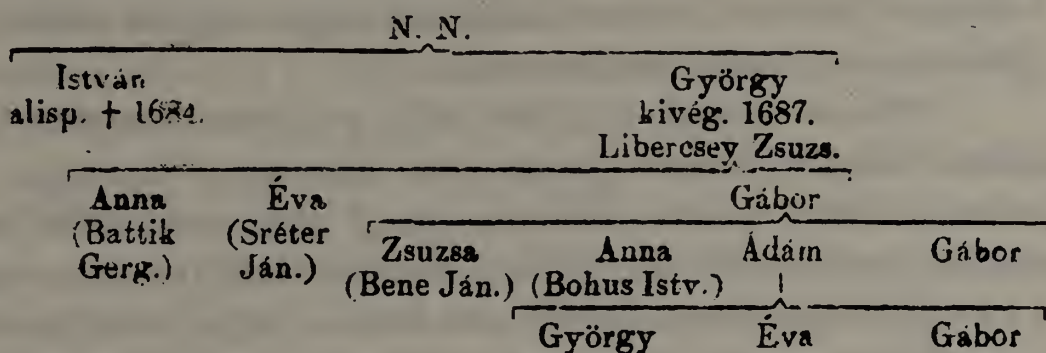 N. N.
István György
alisp. † 1684. kivég. 1687.
Libercsey Zsuzs.
Anna Éva Gábor
(Battik (Sréter
Gerg.) Ján.)
Zsuzsa Anna Ádám Gábor
(Bene Ján.) (Bohus Istv.)
György Éva Gábor